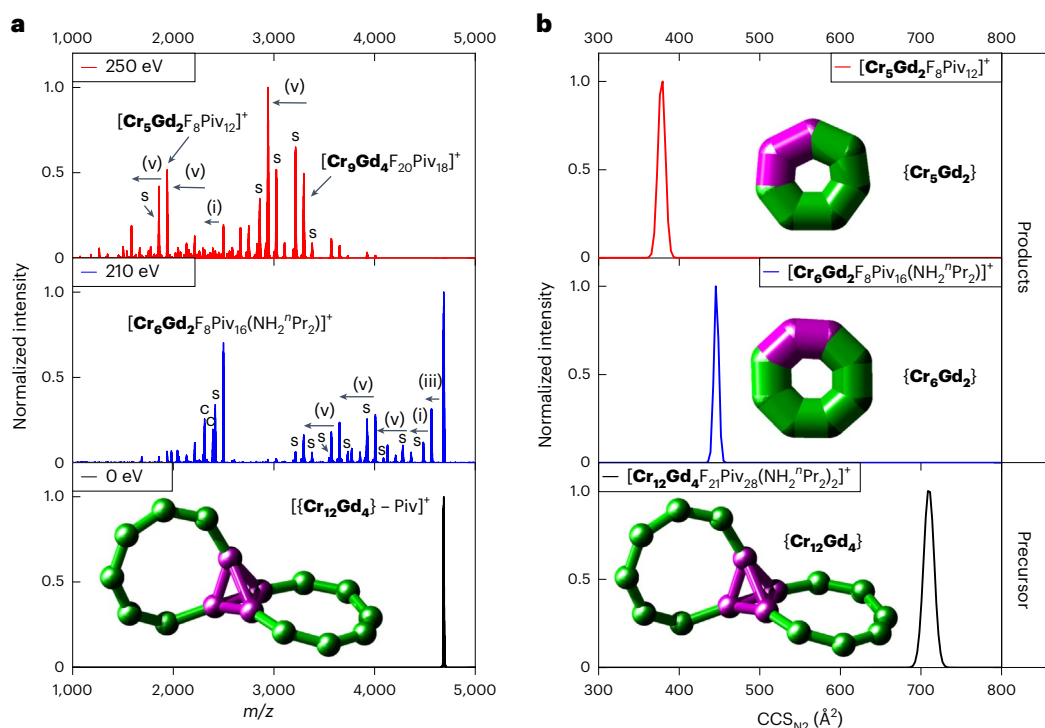 a
1,000 2,000 3,000 4,000 5,000
250 eV
1.0
0.5
0
[Cr5Gd2F8Piv12]+
(v)
(v)
(v)
s
(i)
s
s
s
s
[Cr9Gd4F20Piv18]+
210 eV
1.0
0.5
0
[Cr6Gd2F8Piv16(NH2nPr2)]+
c
c
s
(v)
(v)
(v)
(i)
(iii)
s
s
s
s
s
s
s
s
0 eV
1.0
0.5
0
[{Cr12Gd4} – Piv]+
Normalized intensity
1,000 2,000 3,000 4,000 5,000
m/z
b
300 400 500 600 700 800
[Cr5Gd2F8Piv12]+
1.0
0.5
0
{Cr5Gd2}
[Cr6Gd2F8Piv16(NH2nPr2)]+
1.0
0.5
0
{Cr6Gd2}
Products
[Cr12Gd4F21Piv28(NH2nPr2)2]+
1.0
0.5
0
{Cr12Gd4}
Precursor
Normalized intensity
300 400 500 600 700 800
CCSN2 (Å2)